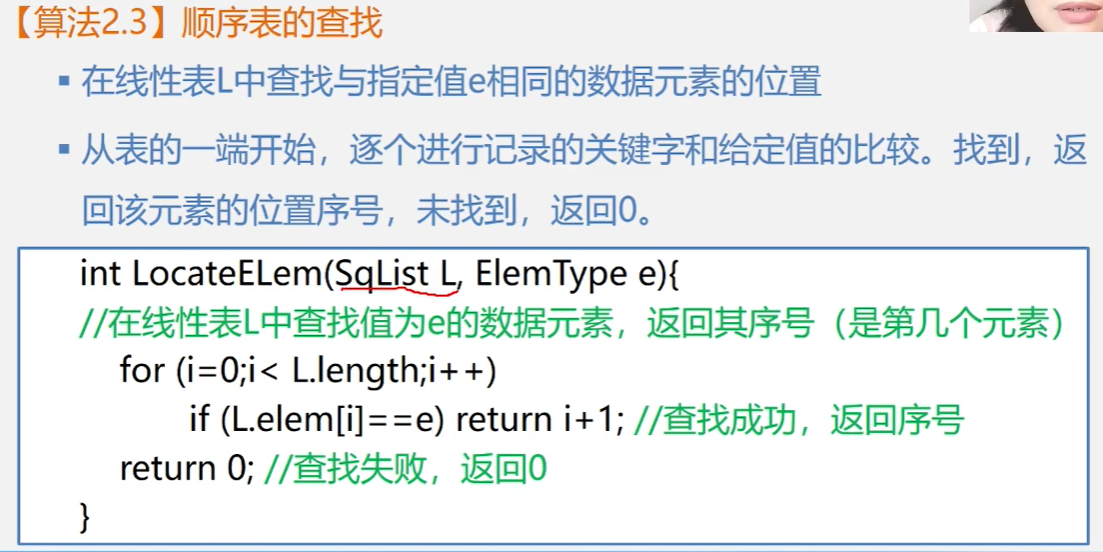 【算法2.3】顺序表的查找
▪ 在线性表L中查找与指定值e相同的数据元素的位置
▪ 从表的一端开始，逐个进行记录的关键字和给定值的比较。找到，返
回该元素的位置序号，未找到，返回0。
int LocateELem(SqList L, ElemType e){
//在线性表L中查找值为e的数据元素，返回其序号（是第几个元素）
for (i=0;i< L.length;i++)
if (L.elem[i]==e) return i+1; //查找成功，返回序号
return 0; //查找失败，返回0
}